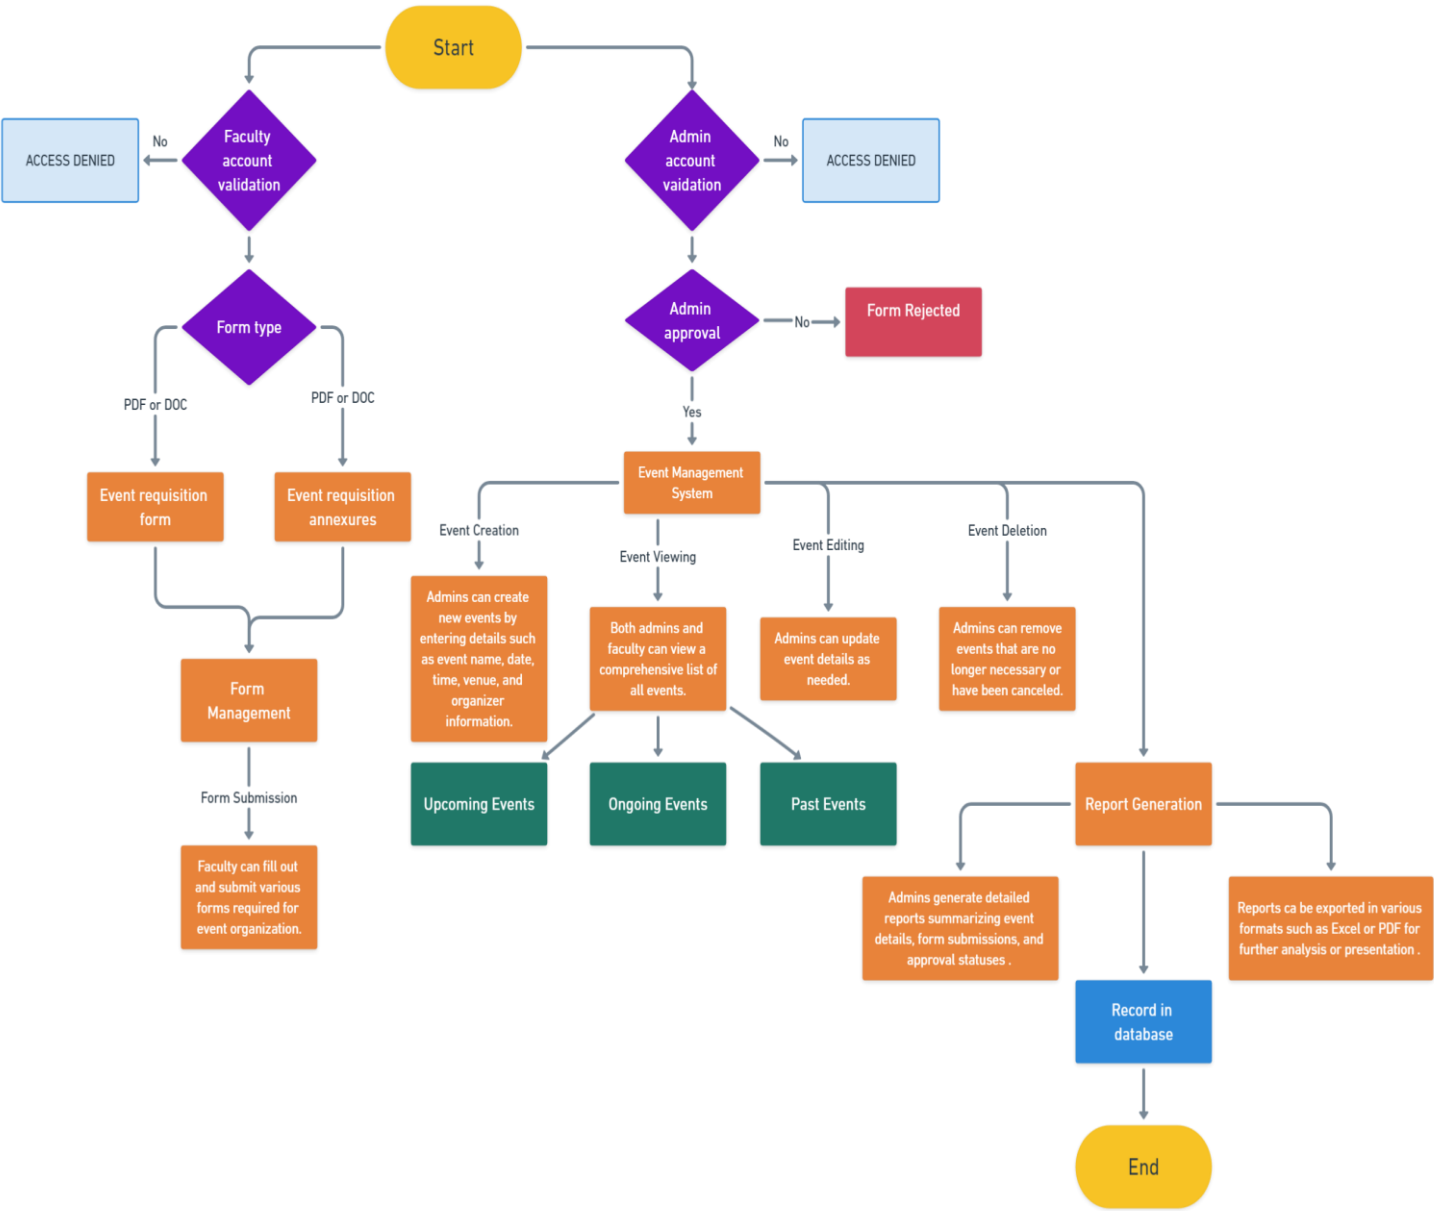 Start
Faculty
account
validation
No
ACCESS DENIED
Admin
account
vaidation
No
ACCESS DENIED
Form type
PDF or DOC
PDF or DOC
Admin
approval
No
Form Rejected
Yes
Event requisition
form
Event requisition
annexures
Form
Management
Form Submission
Faculty can fill out
and submit various
forms required for
event organization.
Event Management
System
Event Creation
Event Viewing
Event Editing
Event Deletion
Admins can create
new events by
entering details such
as event name, date,
time, venue, and
organizer
information.
Both admins and
faculty can view a
comprehensive list of
all events.
Admins can update
event details as
needed.
Admins can remove
events that are no
longer necessary or
have been canceled.
Upcoming Events
Ongoing Events
Past Events
Report Generation
Admins generate detailed
reports summarizing event
details, form submissions, and
approval statuses .
Reports ca be exported in various
formats such as Excel or PDF for
further analysis or presentation .
Record in
database
End